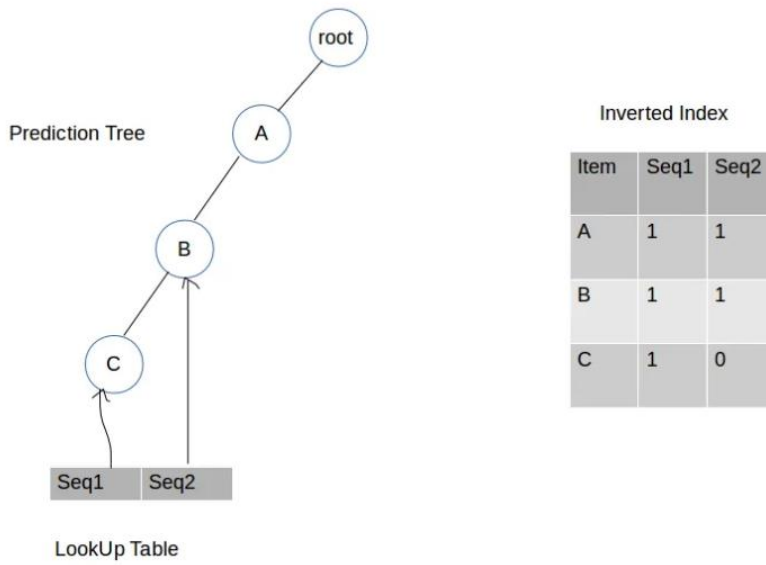 root
Prediction Tree
A
Inverted Index
Item Seq1 Seq2
A 1 1
B
B 1 1
C
C 1 0
Seq1 Seq2
LookUp Table